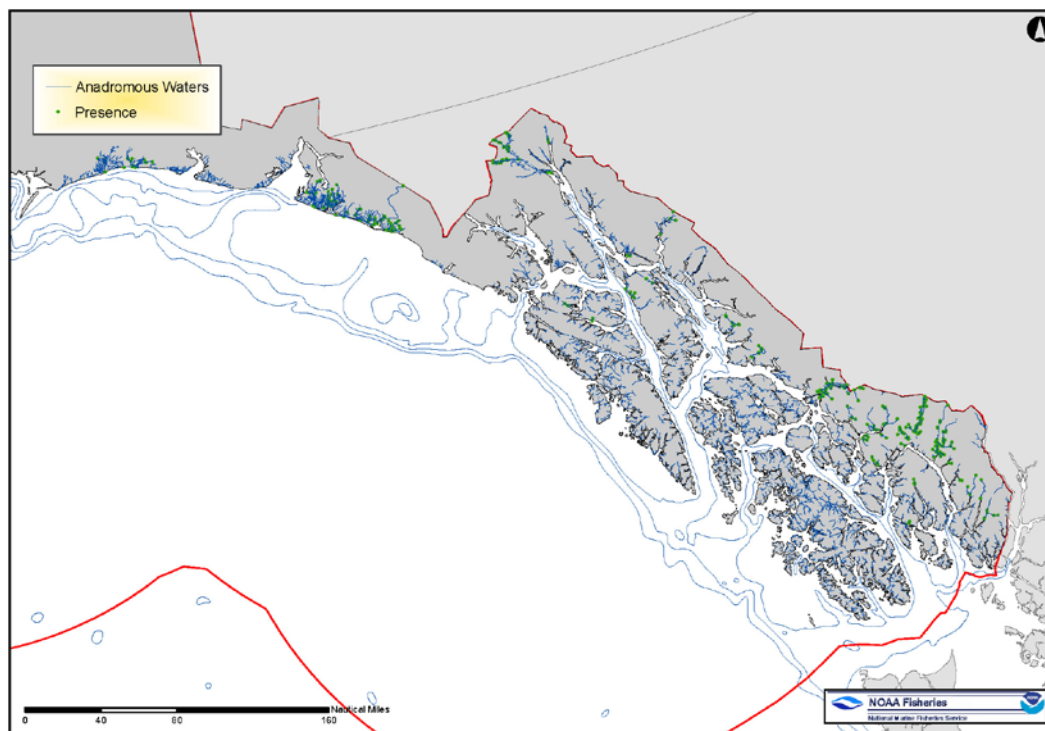 Anadromous Waters
Presence
Nautical Miles
0 40 80 160
NOAA Fisheries
National Marine Fisheries Service